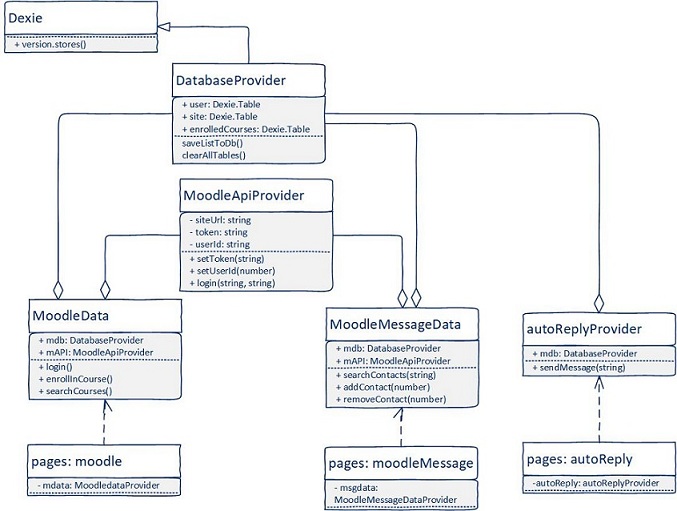 Dexie
+ version.stores()
DatabaseProvider
+ user: Dexie.Table
+ site: Dexie.Table
+ enrolledCourses: Dexie.Table
saveListToDb()
clearAllTables()
MoodleApiProvider
- siteUrl: string
- token: string
- userId: string
+ setToken(string)
+ setUserId(number)
+ login(string, string)
MoodleData
+ mdb: DatabaseProvider
+ mAPI: MoodleApiProvider
+ login()
+ enrollInCourse()
+ searchCourses()
MoodleMessageData
+ mdb: DatabaseProvider
+ mAPI: MoodleApiProvider
+ searchContacts(string)
+ addContact(number)
+ removeContact(number)
autoReplyProvider
+ mdb: DatabaseProvider
+ sendMessage(string)
pages: moodle
- mdata: MoodledataProvider
pages: moodleMessage
- msgdata:
MoodleMessageDataProvider
pages: autoReply
-autoReply: autoReplyProvider